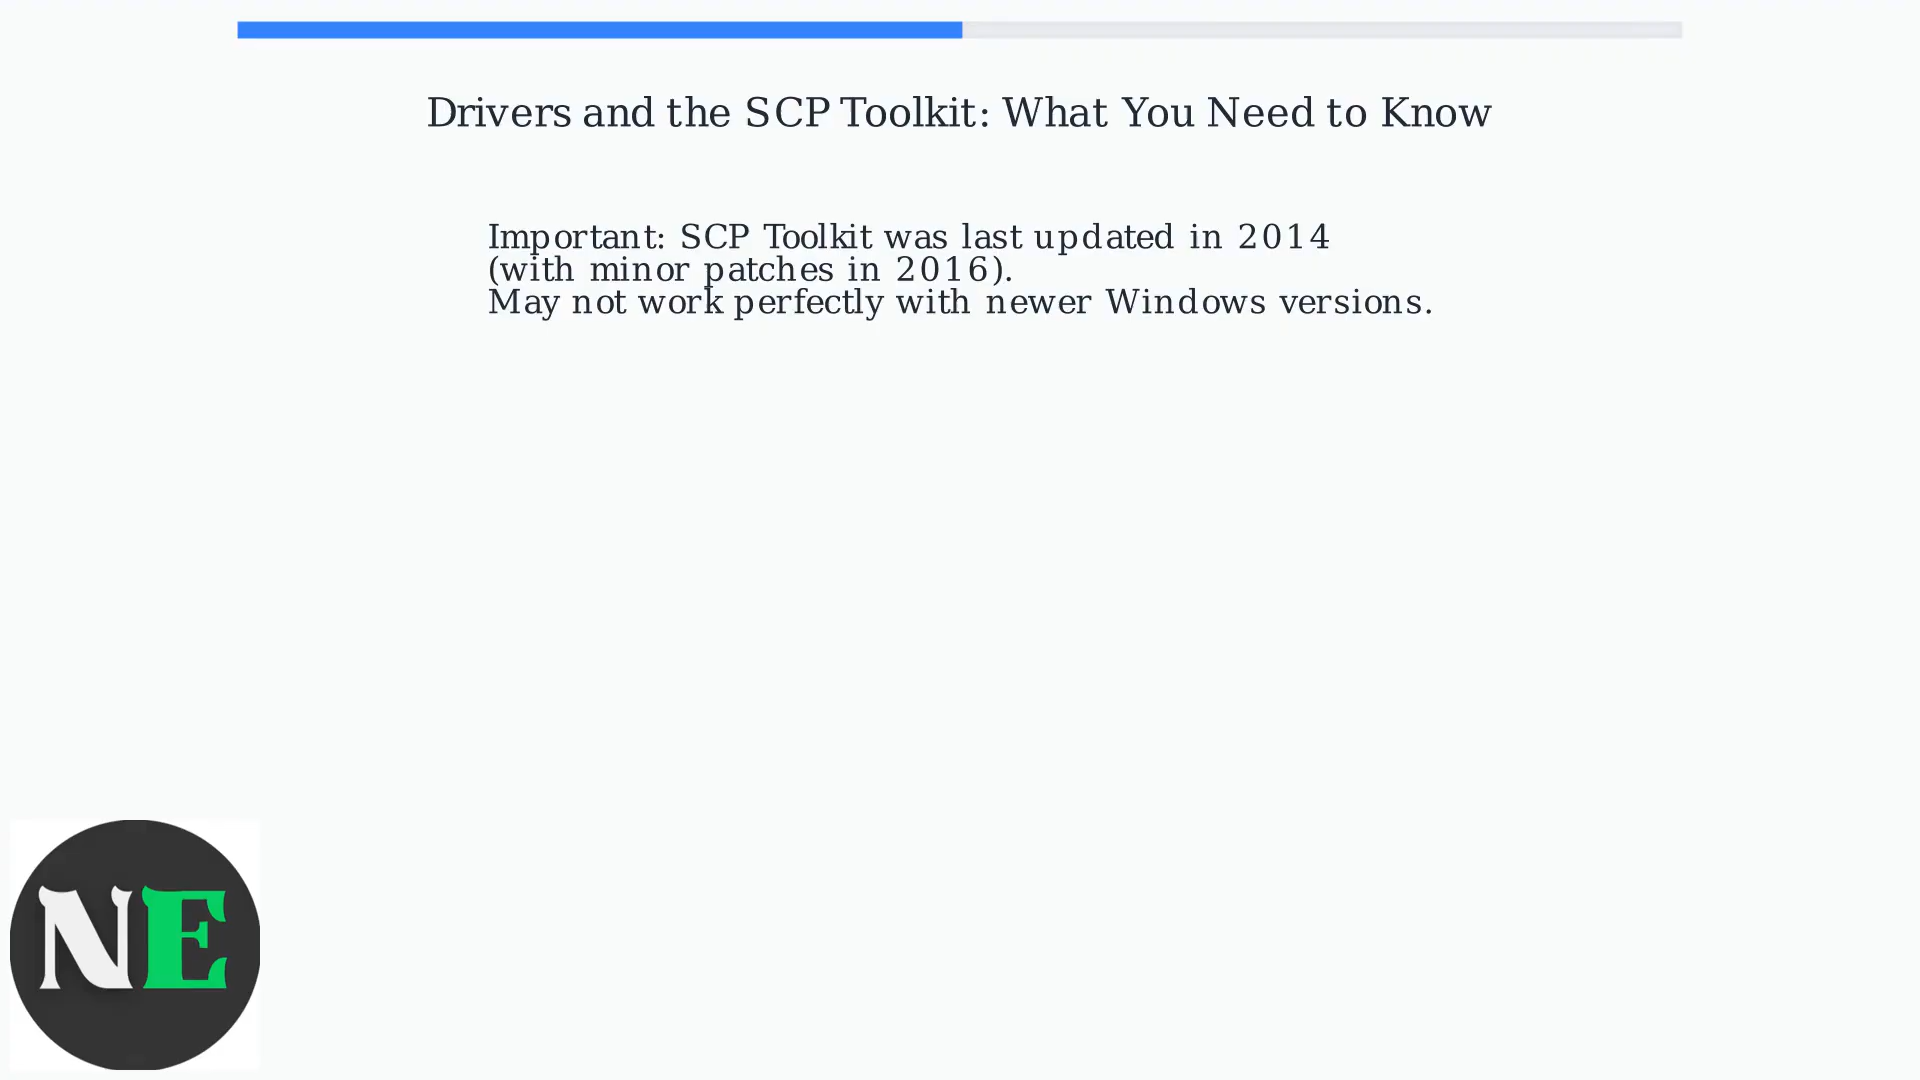 Drivers and the SCP Toolkit: What You Need to Know
Important: SCP Toolkit was last updated in 2014
(with minor patches in 2016).
May not work perfectly with newer Windows versions.
NE